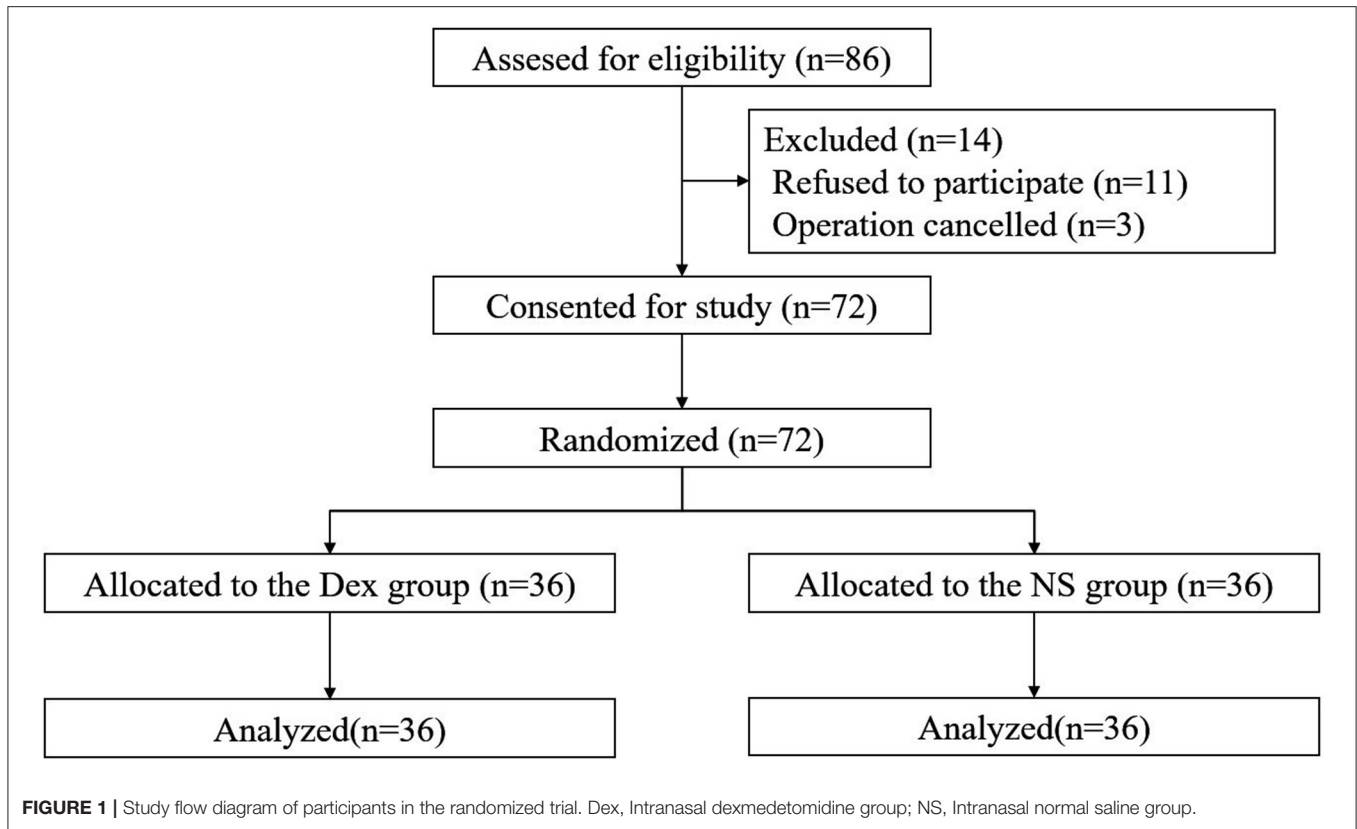 Assesed for eligibility (n=86)
Excluded (n=14)
Refused to participate (n=11)
Operation cancelled (n=3)
Consented for study (n=72)
Randomized (n=72)
Allocated to the Dex group (n=36)
Allocated to the NS group (n=36)
Analyzed(n=36)
Analyzed(n=36)
FIGURE 1 | Study flow diagram of participants in the randomized trial. Dex, Intranasal dexmedetomidine group; NS, Intranasal normal saline group.